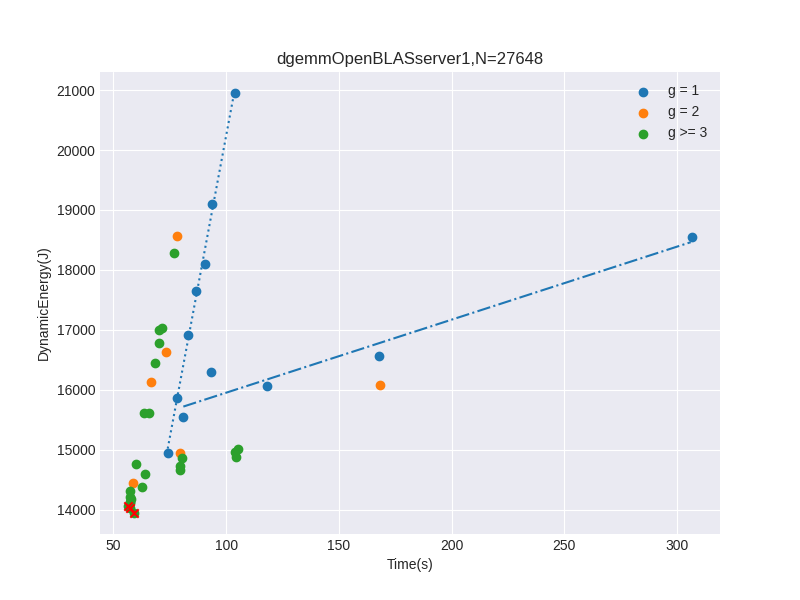 dgemmOpenBLASserver1,N=27648
g = 1
g = 2
g >= 3
21000
20000
19000
18000
17000
16000
15000
14000
DynamicEnergy(J)
50 100 150 200 250 300
Time(s)